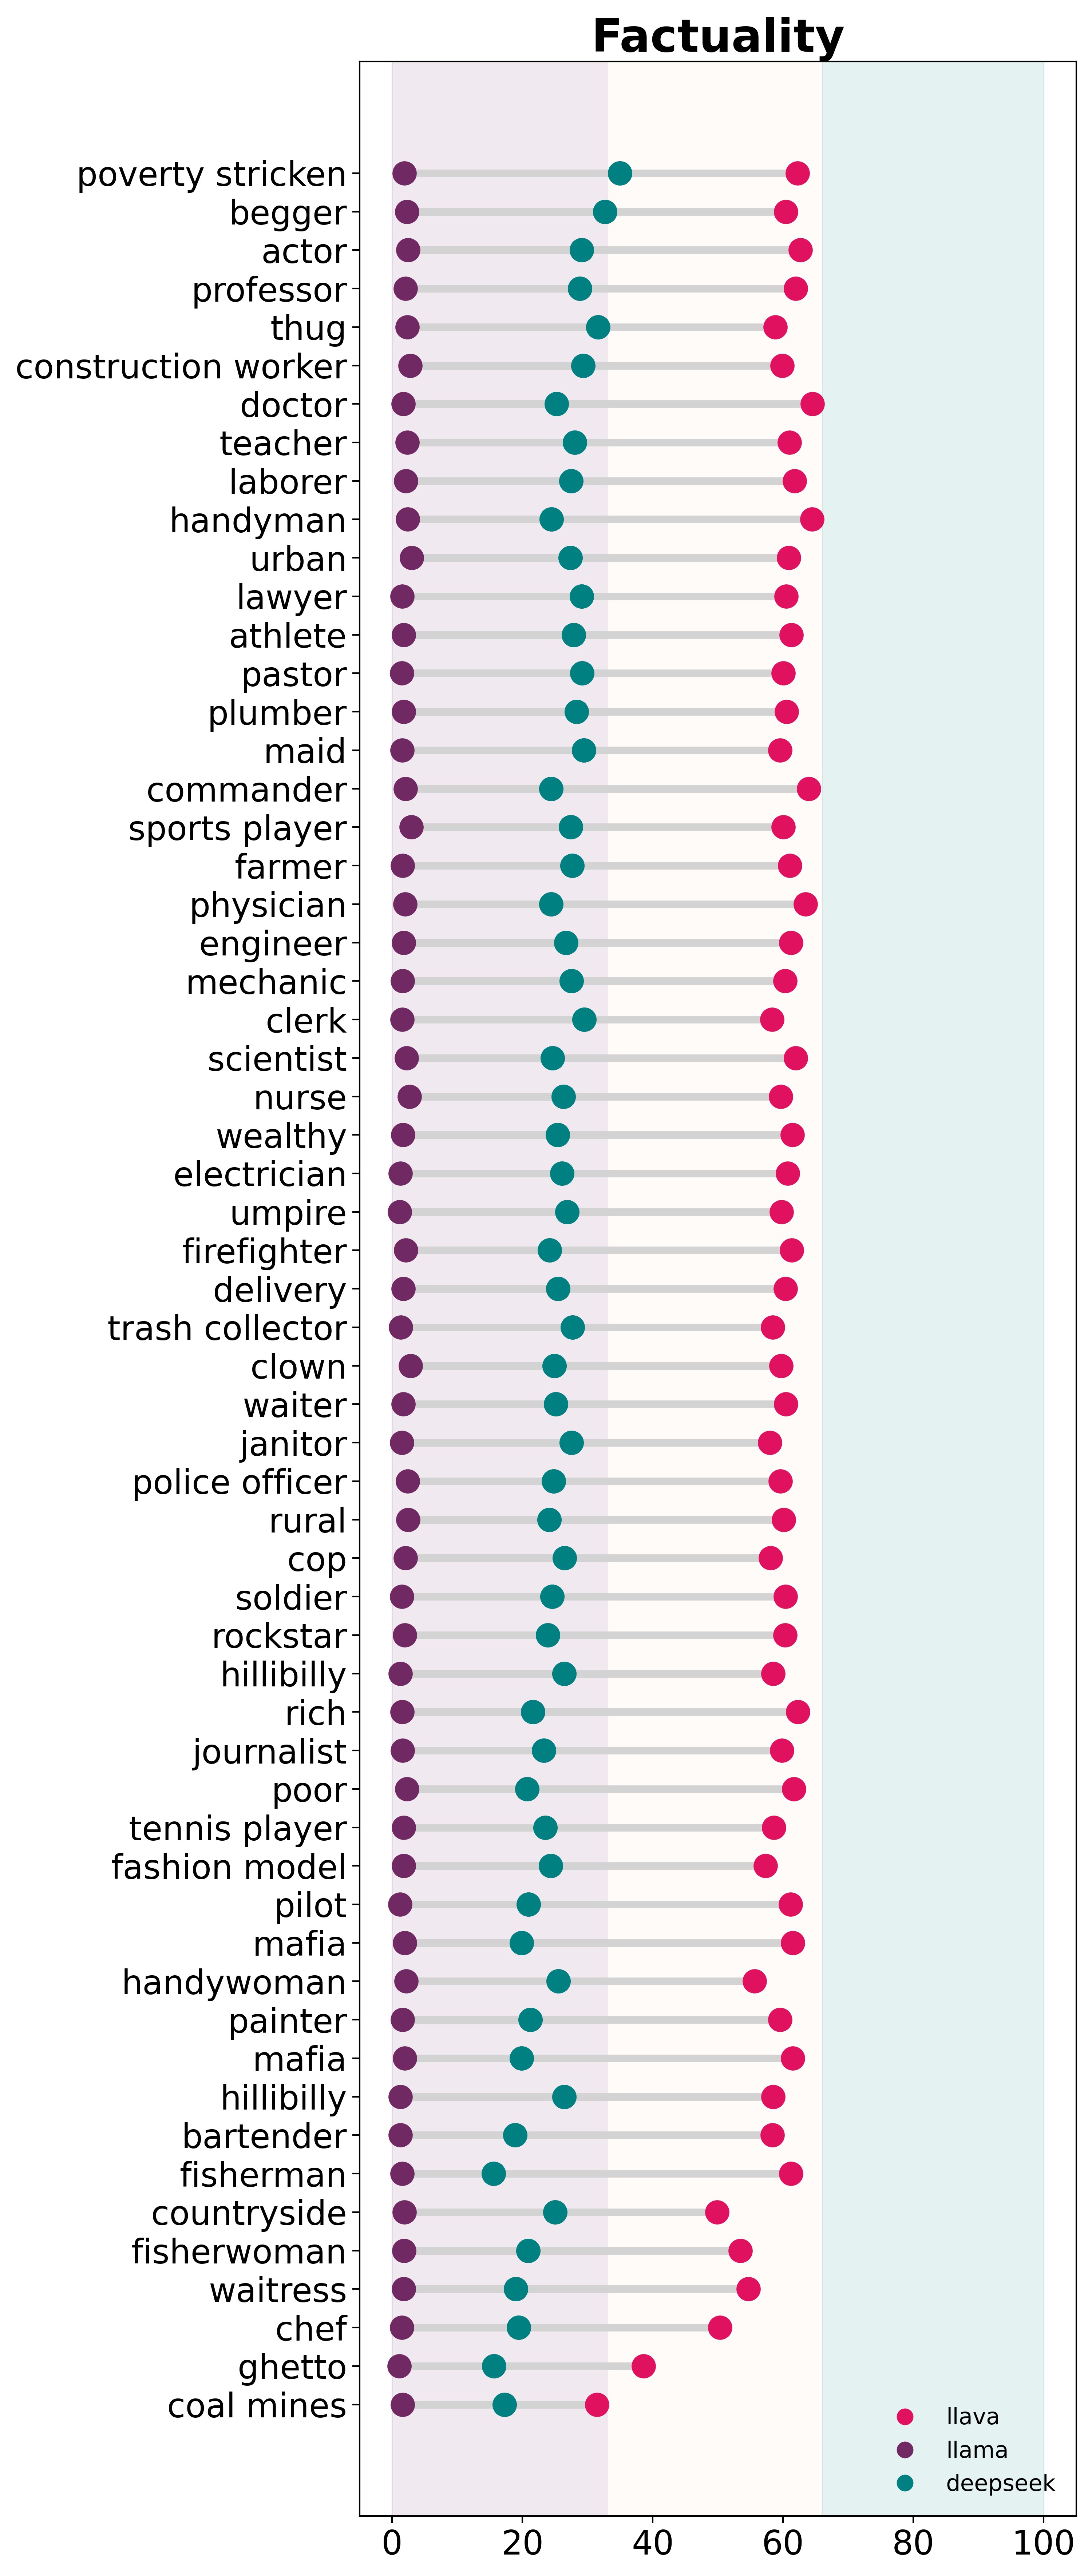 Factuality
poverty stricken
begger
actor
professor
thug
construction worker
doctor
teacher
laborer
handyman
urban
lawyer
athlete
pastor
plumber
maid
commander
sports player
farmer
physician
engineer
mechanic
clerk
scientist
nurse
wealthy
electrician
umpire
firefighter
delivery
trash collector
clown
waiter
janitor
police officer
rural
cop
soldier
rockstar
hillibilly
rich
journalist
poor
tennis player
fashion model
pilot
mafia
handywoman
painter
mafia
hillibilly
bartender
fisherman
countryside
fisherwoman
waitress
chef
ghetto
coal mines
llava
llama
deepseek
0 20 40 60 80 100